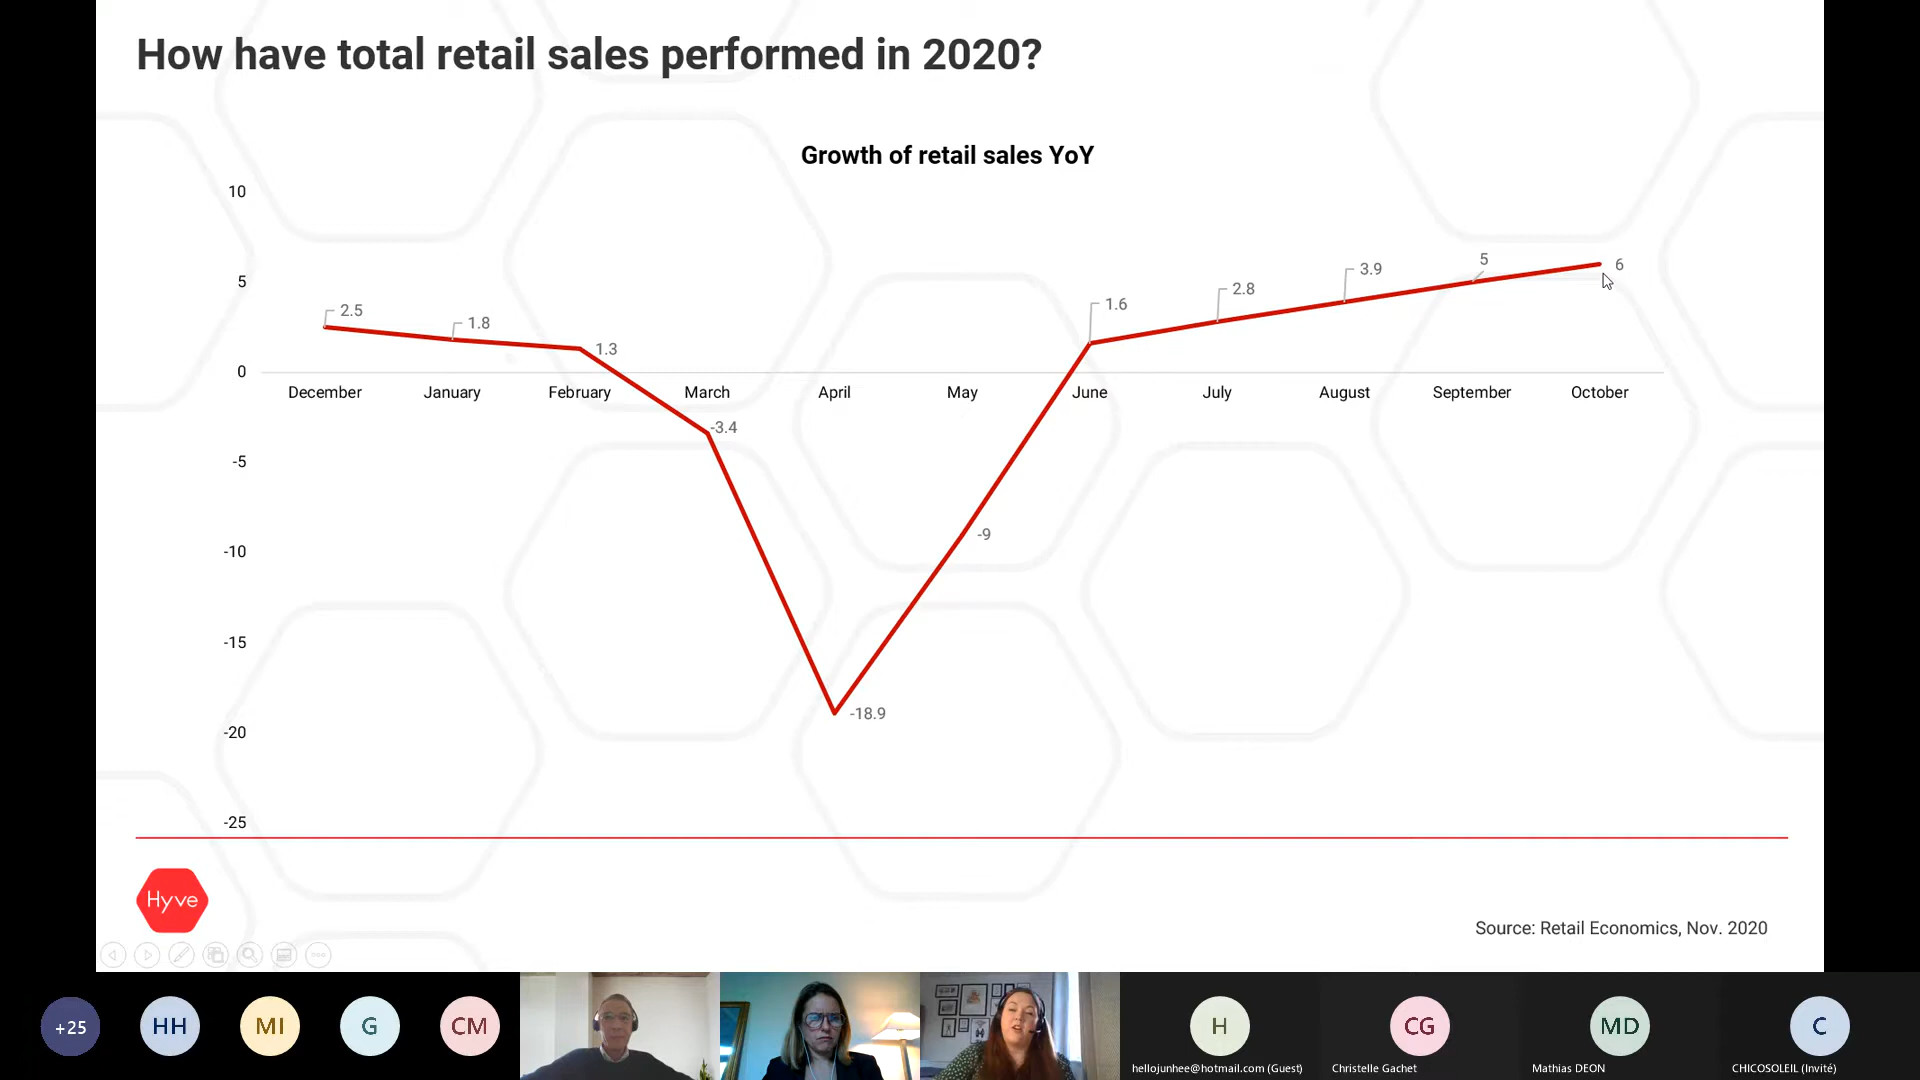 How have total retail sales performed in 2020?
Growth of retail sales YoY
10
5
0
-5
-10
-15
-20
-25
2.5
1.8
1.3
-3.4
-18.9
-9
1.6
2.8
3.9
5
6
December January February March April May June July August September October
Hyve
Source: Retail Economics, Nov. 2020
+25
HH
MI
G
CM
H
CG
MD
C
hellojunhee@hotmail.com (Guest)
Christelle Gachet
Mathias DEON
CHICOSOLEIL (Invité)